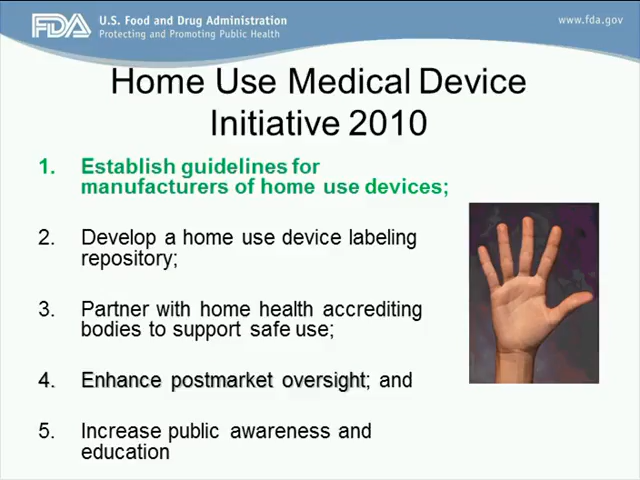 FDA U.S. Food and Drug Administration www.fda.gov
Protecting and Promoting Public Health
Home Use Medical Device
Initiative 2010
1. Establish guidelines for
manufacturers of home use devices;
2. Develop a home use device labeling
repository;
3. Partner with home health accrediting
bodies to support safe use;
4. Enhance postmarket oversight; and
5. Increase public awareness and
education